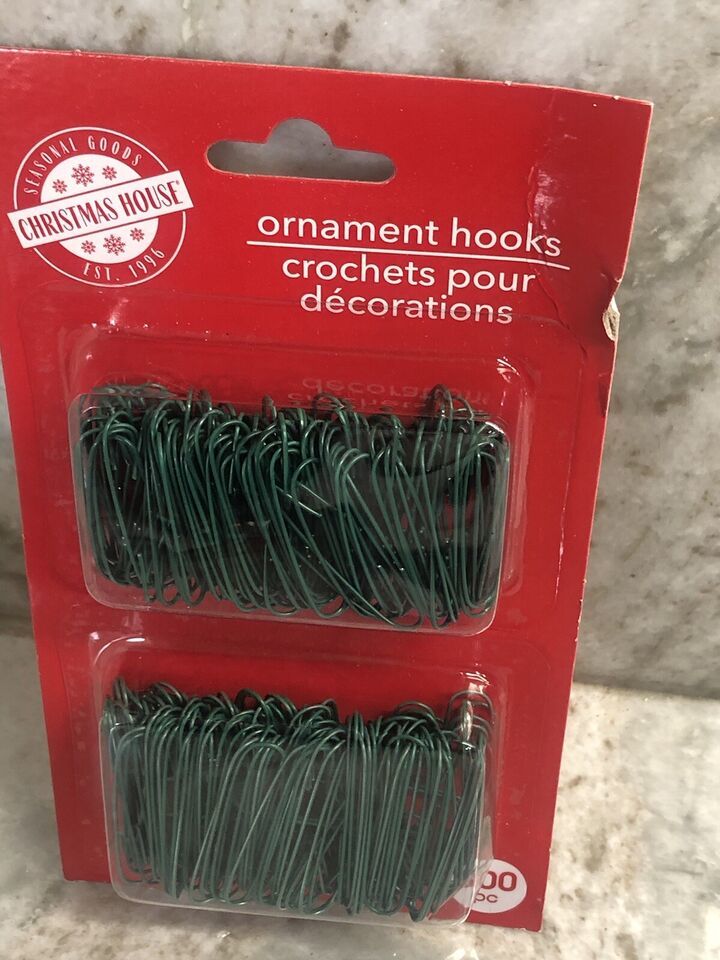 SEASONAL GOODS
CHRISTMAS HOUSE®
EST. 1996
ornament hooks
crochets pour
décorations
pc